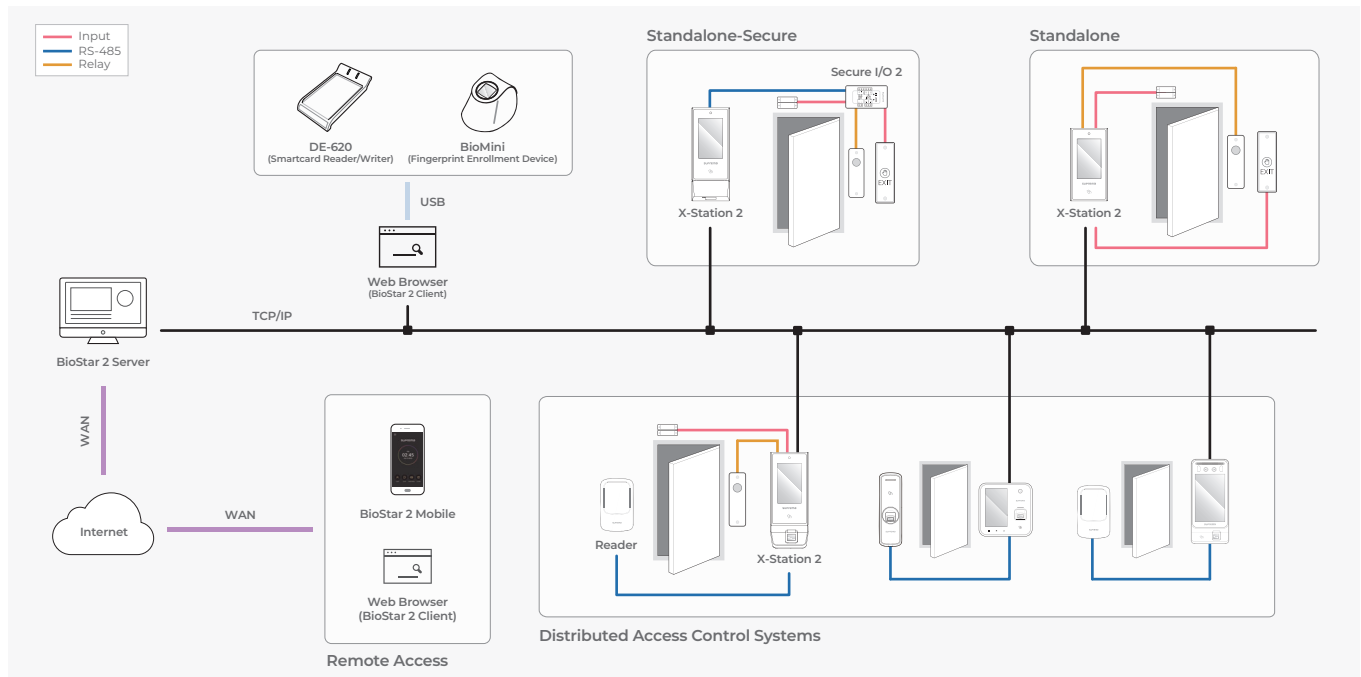 Input
RS-485
Relay
DE-620
(Smartcard Reader/Writer)
BioMini
(Fingerprint Enrollment Device)
USB
Web Browser
(BioStar 2 Client)
Standalone-Secure
Secure I/O 2
EXIT
X-Station 2
Standalone
EXIT
X-Station 2
TCP/IP
BioStar 2 Server
WAN
Internet
WAN
BioStar 2 Mobile
Web Browser
(BioStar 2 Client)
Remote Access
Reader
X-Station 2
Distributed Access Control Systems